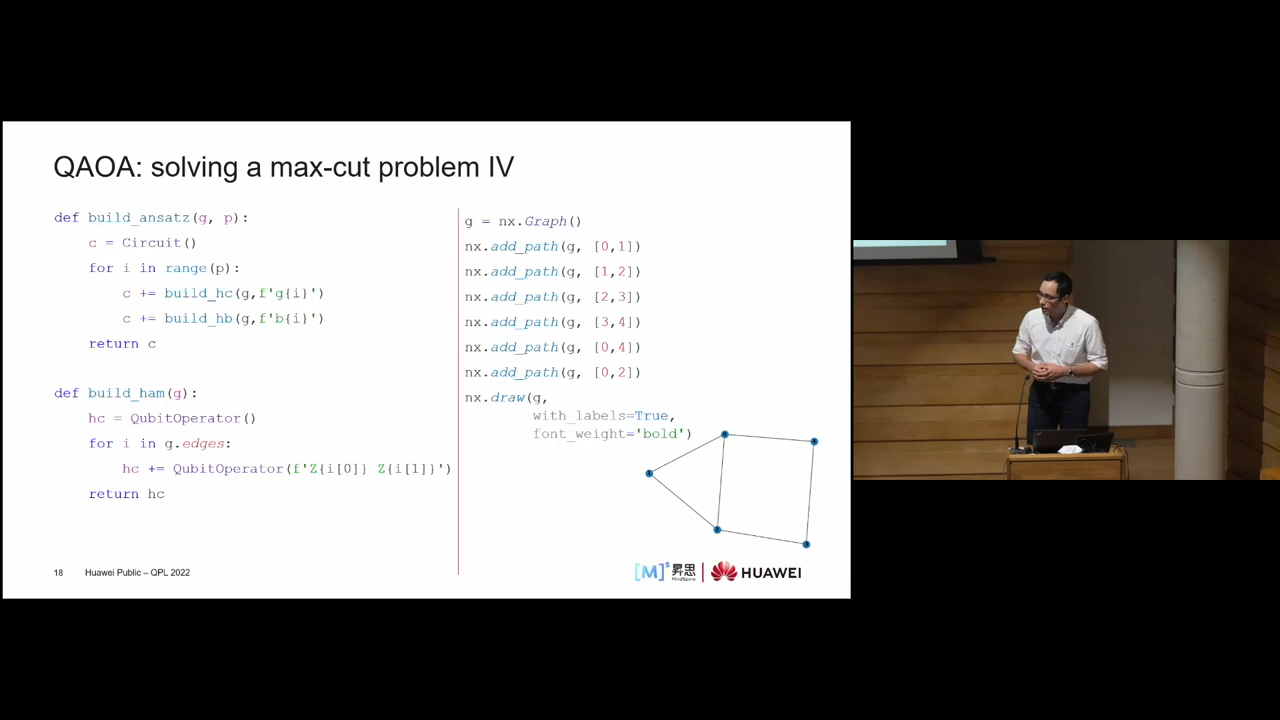 QAOA: solving a max-cut problem IV
def build_ansatz(g, p):
c = Circuit()
for i in range(p):
c += build_hc(g,f'g{i}')
c += build_hb(g,f'b{i}')
return c
def build_ham(g):
hc = QubitOperator()
for i in g.edges:
hc += QubitOperator(f'Z{i[0]} Z{i[1]}')
return hc
g = nx.Graph()
nx.add_path(g, [0,1])
nx.add_path(g, [1,2])
nx.add_path(g, [2,3])
nx.add_path(g, [3,4])
nx.add_path(g, [0,4])
nx.add_path(g, [0,2])
nx.draw(g,
with_labels=True,
font_weight='bold')
18 Huawei Public – QPL 2022
[M]s 昇思
MindSpore
HUAWEI